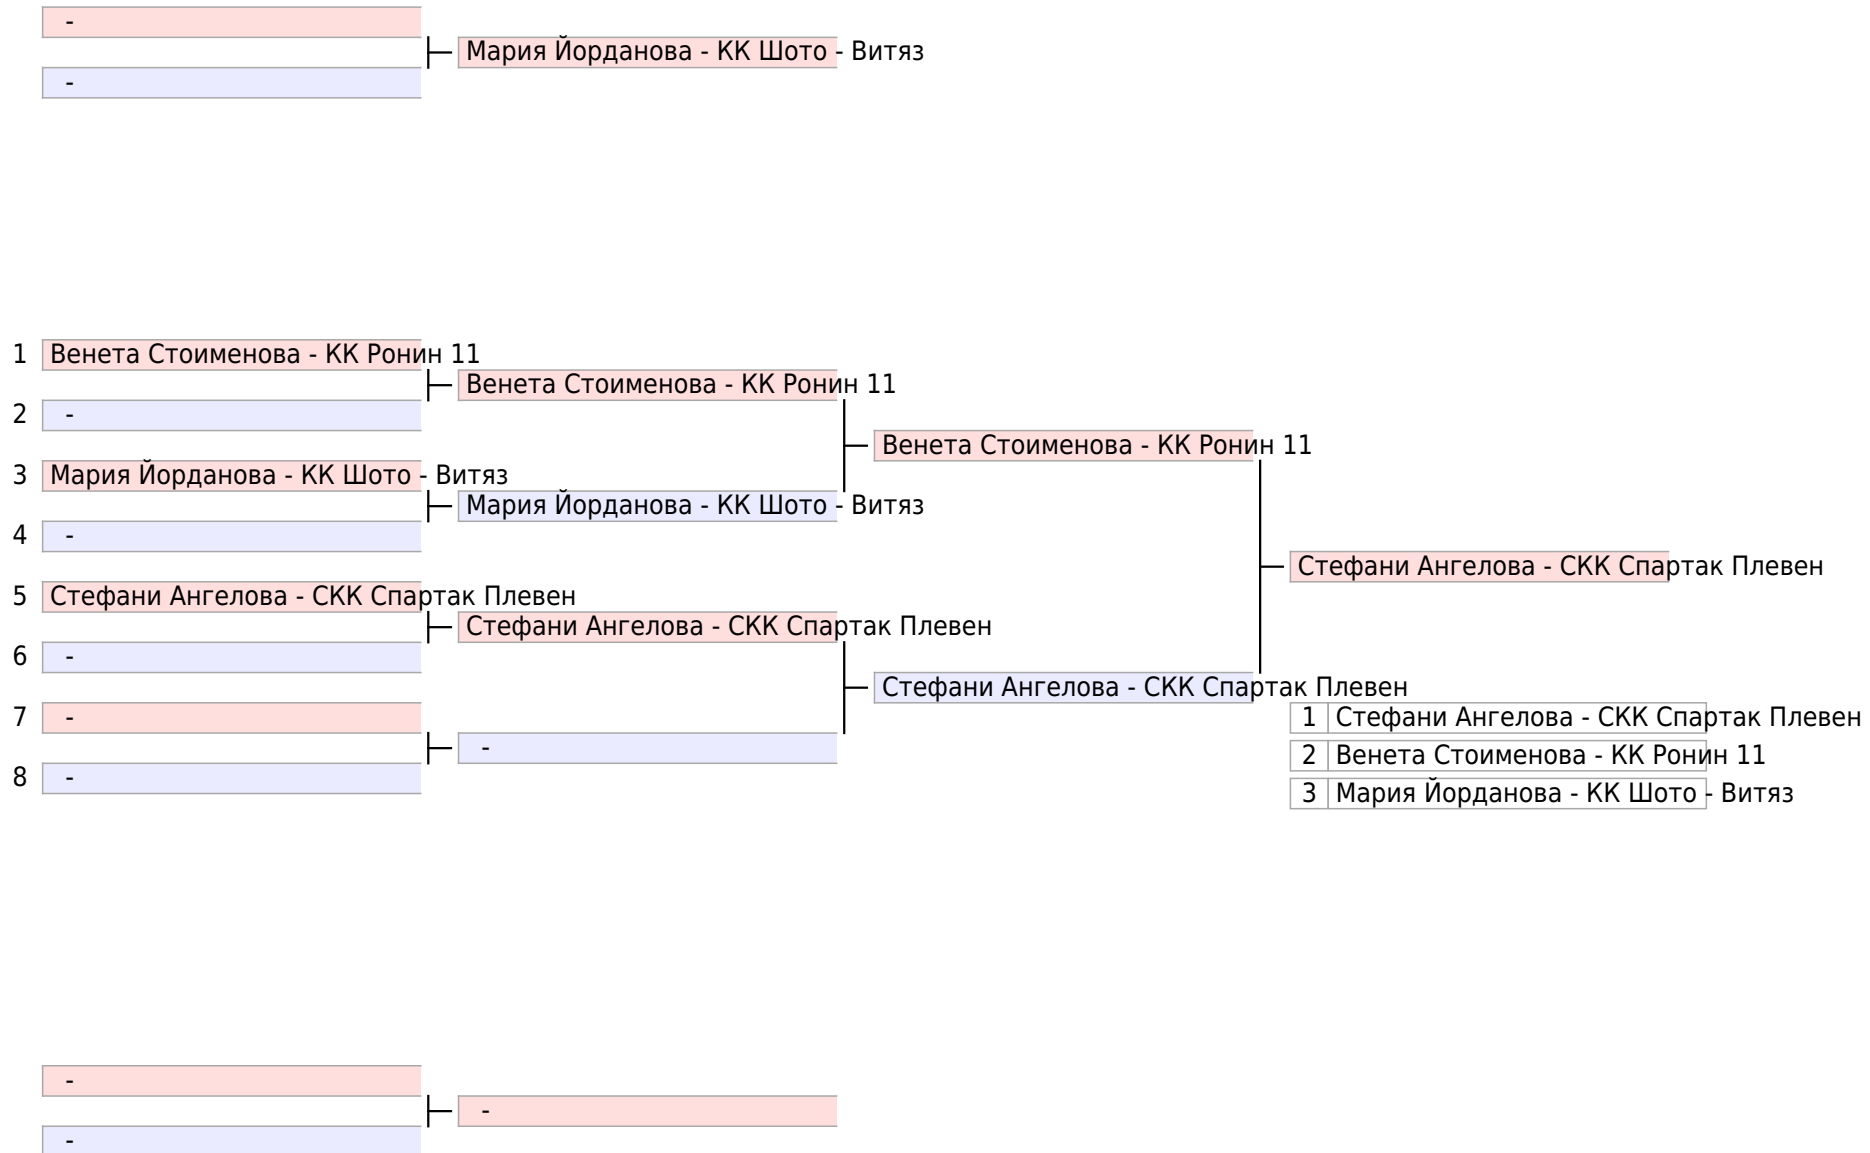 -
Мария Йорданова - КК Шото - Витяз
-
1 Венета Стоименова - КК Ронин 11
Венета Стоименова - КК Ронин 11
2 -
Венета Стоименова - КК Ронин 11
3 Мария Йорданова - КК Шото - Витяз
Мария Йорданова - КК Шото - Витяз
4 -
Стефани Ангелова - СКК Спартак Плевен
5 Стефани Ангелова - СКК Спартак Плевен
Стефани Ангелова - СКК Спартак Плевен
6 -
Стефани Ангелова - СКК Спартак Плевен
7 -
1 Стефани Ангелова - СКК Спартак Плевен
-
2 Венета Стоименова - КК Ронин 11
8 -
3 Мария Йорданова - КК Шото - Витяз
-
-
-